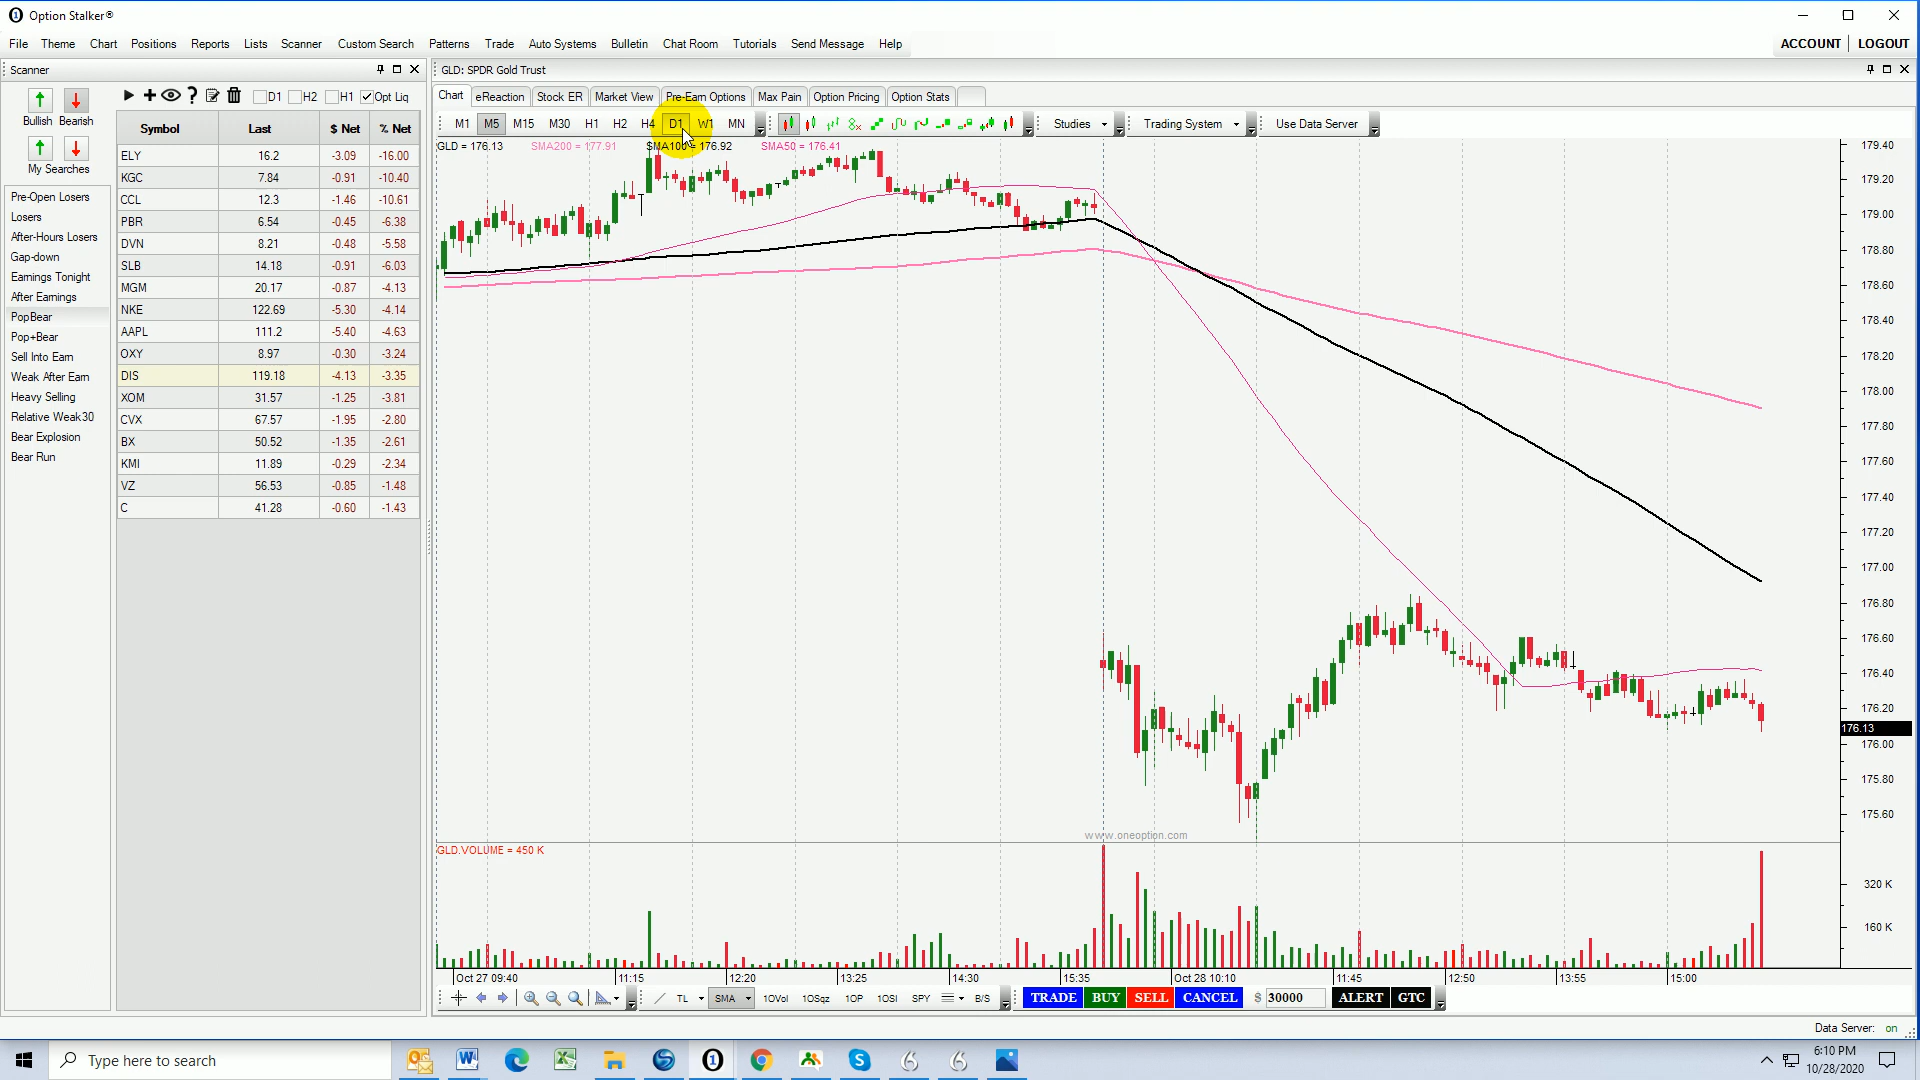 Option Stalker®
File Theme Chart Positions Reports Lists Scanner Custom Search Patterns Trade Auto Systems Bulletin Chat Room Tutorials Send Message Help
ACCOUNT LOGOUT
Scanner
GLD: SPDR Gold Trust
Chart eReaction Stock ER Market View Pre-Earn Options Max Pain Option Pricing Option Stats
Bullish Bearish
My Searches
D1 H2 H1 Opt Liq
M1 M5 M15 M30 H1 H2 H4 D1 W1 MN
Studies Trading System Use Data Server
Pre-Open Losers
Losers
After-Hours Losers
Gap-down
Earnings Tonight
After Earnings
PopBear
Pop+Bear
Sell Into Earn
Weak After Earn
Heavy Selling
Relative Weak30
Bear Explosion
Bear Run
Symbol Last $ Net % Net
ELY 16.2 -3.09 -16.00
KGC 7.84 -0.91 -10.40
CCL 12.3 -1.46 -10.61
PBR 6.54 -0.45 -6.38
DVN 8.21 -0.48 -5.58
SLB 14.18 -0.91 -6.03
MGM 20.17 -0.87 -4.13
NKE 122.69 -5.30 -4.14
AAPL 111.2 -5.40 -4.63
OXY 8.97 -0.30 -3.24
DIS 119.18 -4.13 -3.35
XOM 31.57 -1.25 -3.81
CVX 67.57 -1.95 -2.80
BX 50.52 -1.35 -2.61
KMI 11.89 -0.29 -2.34
VZ 56.53 -0.85 -1.48
C 41.28 -0.60 -1.43
GLD = 176.13 SMA200 = 177.91 SMA100 = 176.92 SMA50 = 176.41
179.40
179.20
179.00
178.80
178.60
178.40
178.20
178.00
177.80
177.60
177.40
177.20
177.00
176.80
176.60
176.40
176.20
176.13
176.00
175.80
175.60
www.oneoption.com
GLD.VOLUME = 450 K
320 K
160 K
Oct 27 09:40 11:15 12:20 13:25 14:30 15:35 Oct 28 10:10 11:45 12:50 13:55 15:00
TL SMA 1OVol 1OSqz 1OP 1OSI SPY B/S
TRADE BUY SELL CANCEL $ 30000 ALERT GTC
Data Server: on
Type here to search
6:10 PM
10/28/2020